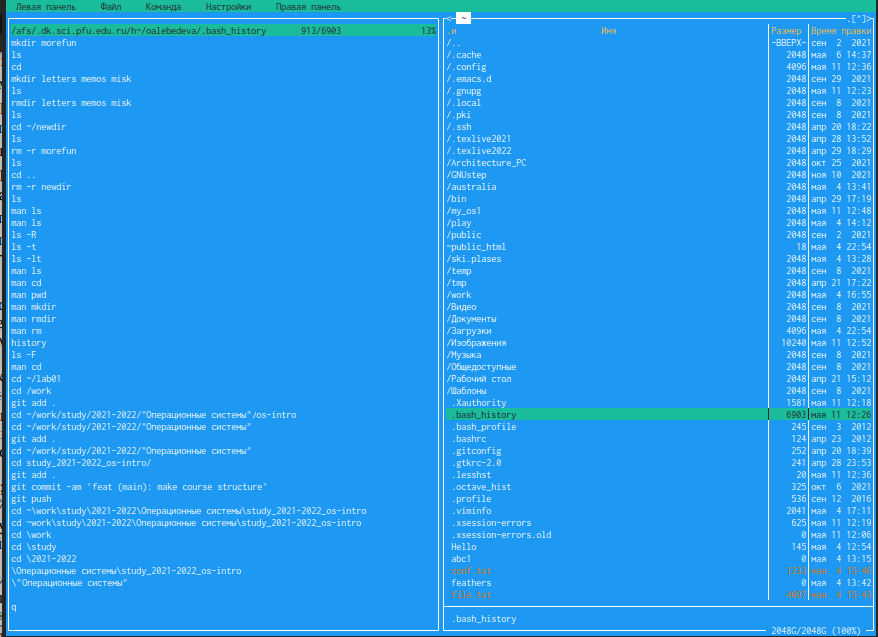 Левая панель Файл Команда Настройки Правая панель
/afs/.dk.sci.pfu.edu.ru/h~/oalebedeva/.bash_history 913/6903 13%
mkdir morefun
ls
cd
mkdir letters memos misk
ls
rmdir letters memos misk
ls
cd ~/newdir
ls
rm -r morefun
ls
cd ..
rm -r newdir
ls
man ls
man ls
ls -R
ls -t
ls -lt
man ls
man cd
man pwd
man mkdir
man rmdir
man rm
history
ls -F
man cd
cd ~/lab01
cd /work
git add .
cd ~/work/study/2021-2022/"Операционные системы"/os-intro
cd ~/work/study/2021-2022/"Операционные системы"
git add .
cd ~/work/study/2021-2022/"Операционные системы"
cd study_2021-2022_os-intro/
git add .
git commit -am 'feat (main): make course structure'
git push
cd ~\work\study\2021-2022\Операционные системы\study_2021-2022_os-intro
cd ~work\study\2021-2022\Операционные системы\study_2021-2022_os-intro
cd \work
cd \study
cd \2021-2022
\Операционные системы\study_2021-2022_os-intro
\"Операционные системы"
q
<- ~ .[^]>
.и Имя Размер Время правки
/.. -ВВЕРХ- сен 2 2021
/.cache 2048 мая 6 14:37
/.config 4096 мая 11 12:36
/.emacs.d 2048 сен 29 2021
/.gnupg 2048 мая 11 12:23
/.local 2048 сен 8 2021
/.pki 2048 сен 8 2021
/.ssh 2048 апр 20 18:22
/.texlive2021 2048 апр 28 13:52
/.texlive2022 2048 апр 29 18:29
/Architecture_PC 2048 окт 25 2021
/GNUstep 2048 ноя 10 2021
/australia 2048 мая 4 13:41
/bin 2048 апр 29 17:19
/my_os1 2048 мая 11 12:48
/play 2048 мая 4 14:12
/public 2048 сен 2 2021
~public_html 18 мая 4 22:54
/ski.plases 2048 мая 4 13:28
/temp 2048 сен 8 2021
/tmp 2048 апр 21 17:22
/work 2048 мая 4 16:55
/Видео 2048 сен 8 2021
/Документы 2048 сен 8 2021
/Загрузки 4096 мая 4 22:54
/Изображения 10240 мая 11 12:52
/Музыка 2048 сен 8 2021
/Общедоступные 2048 сен 8 2021
/Рабочий стол 2048 апр 21 15:12
/Шаблоны 2048 сен 8 2021
.Xauthority 1581 мая 11 12:18
.bash_history 6903 мая 11 12:26
.bash_profile 245 сен 3 2012
.bashrc 124 апр 23 2012
.gitconfig 252 апр 20 18:39
.gtkrc-2.0 241 апр 28 23:53
.lesshst 20 мая 11 12:36
.octave_hist 325 окт 6 2021
.profile 536 сен 12 2016
.viminfo 2041 мая 4 17:11
.xsession-errors 625 мая 11 12:19
.xsession-errors.old 0 мая 11 12:06
Hello 145 мая 4 12:54
abc1 0 мая 4 13:15
conf.txt мая 4
feathers 0 мая 4 13:42
file.txt мая 4
.bash_history
2048G/2048G (100%)